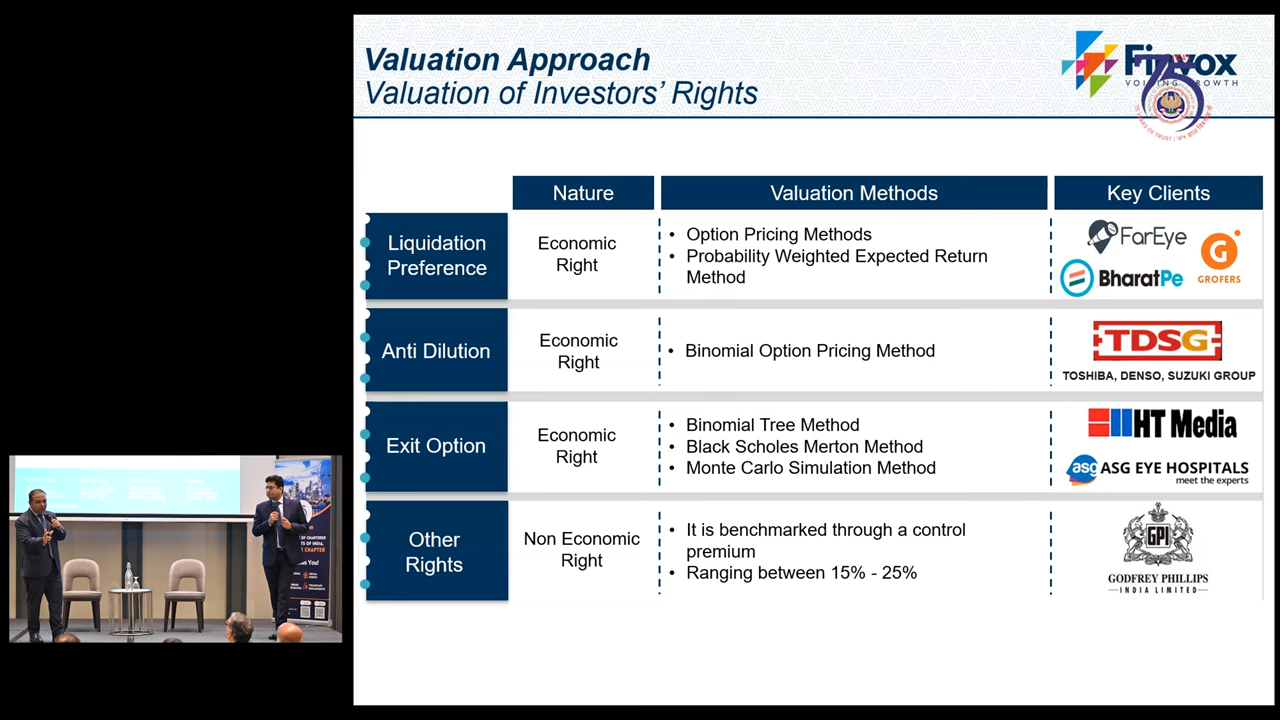 Valuation Approach
Valuation of Investors' Rights
Finvox
Nature
Valuation Methods
Key Clients
Liquidation
Preference
Economic
Right
• Option Pricing Methods
• Probability Weighted Expected Return
Method
FarEye
BharatPe
G
GROFERS
Anti Dilution
Economic
Right
• Binomial Option Pricing Method
TDSG
TOSHIBA, DENSO, SUZUKI GROUP
Exit Option
Economic
Right
• Binomial Tree Method
• Black Scholes Merton Method
• Monte Carlo Simulation Method
HT Media
asg ASG EYE HOSPITALS
meet the experts
Other
Rights
Non Economic
Right
• It is benchmarked through a control
premium
• Ranging between 15% - 25%
GPI
GODFREY PHILLIPS
INDIA LIMITED